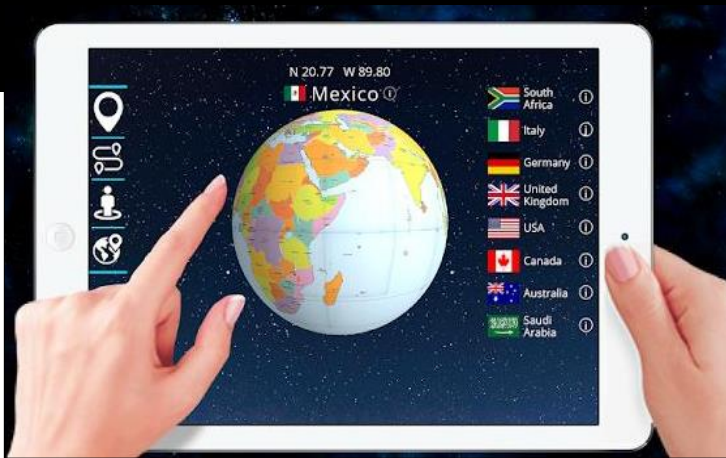 N 20.77 W 89.80
Mexico
South
Africa
Italy
Germany
United
Kingdom
USA
Canada
Australia
Saudi
Arabia